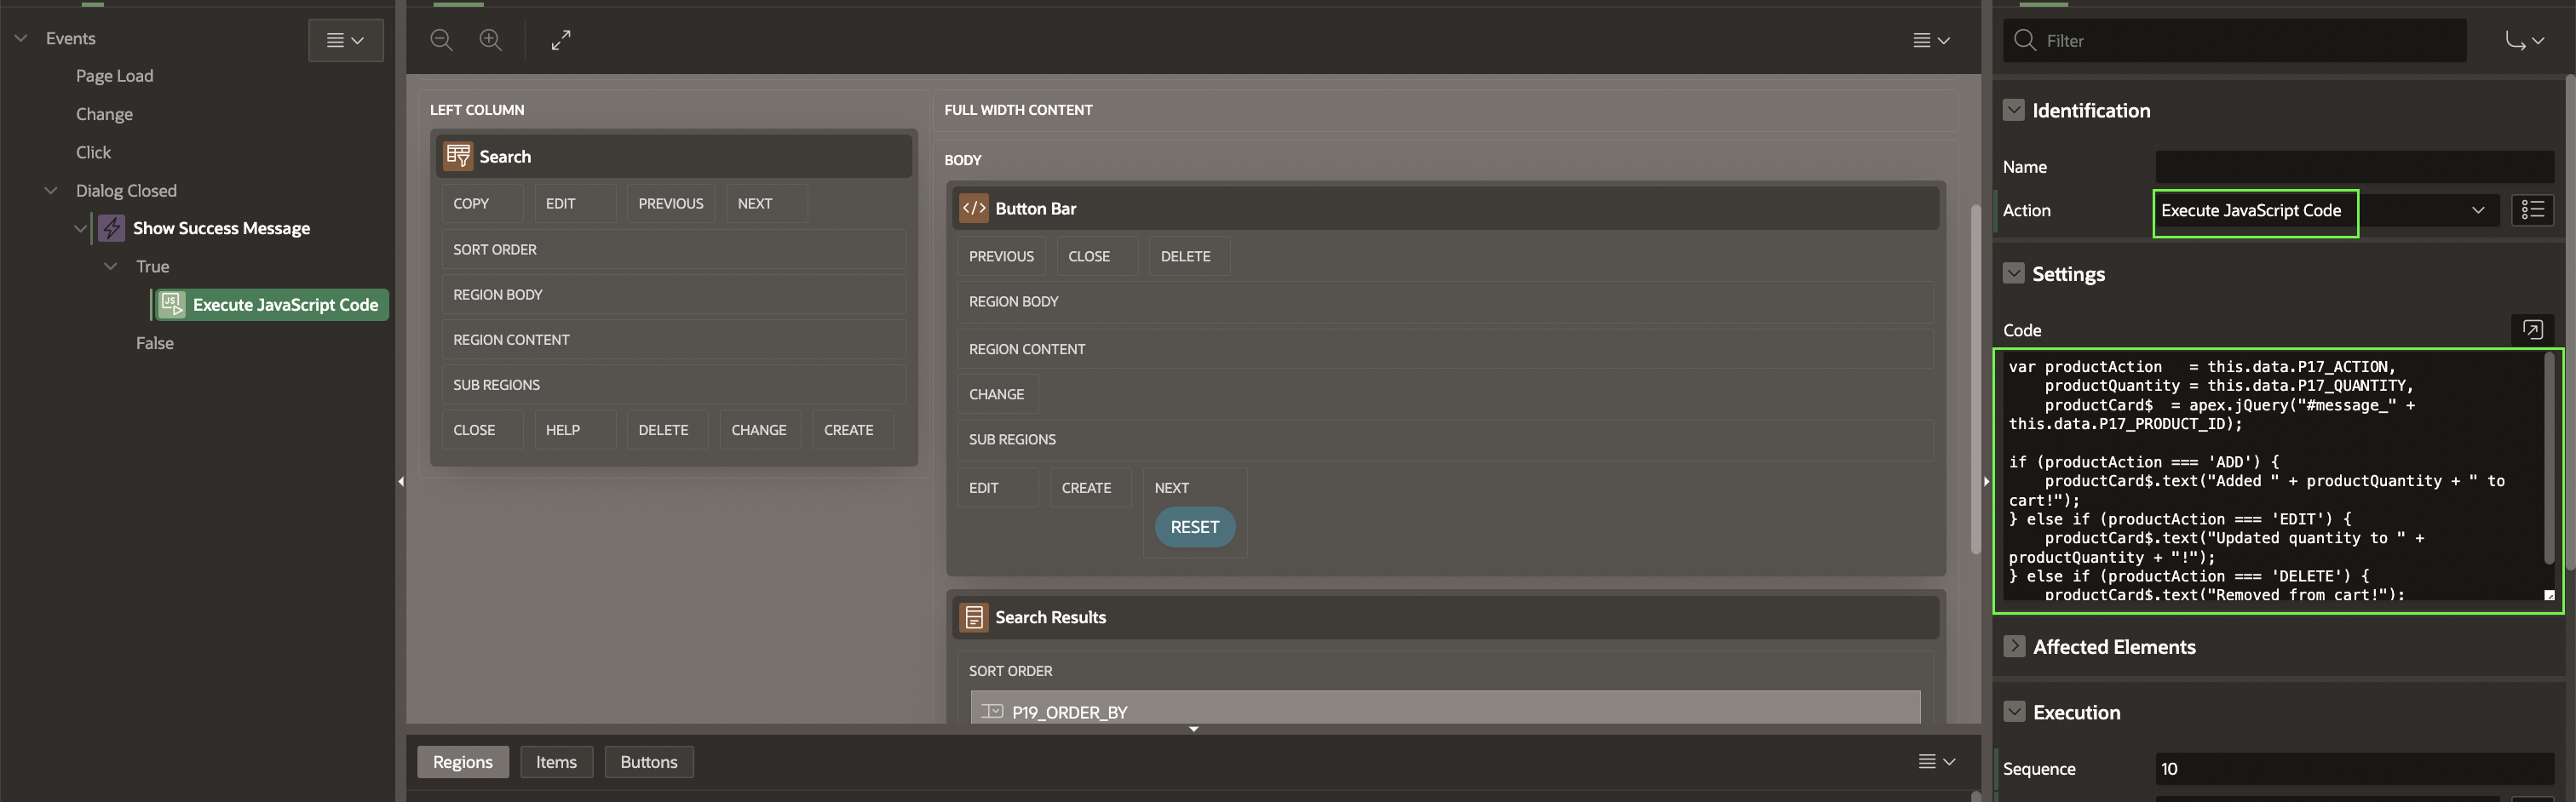 Events
Page Load
Change
Click
Dialog Closed
Show Success Message
True
JS
Execute JavaScript Code
False
LEFT COLUMN
Search
COPY
EDIT
PREVIOUS
NEXT
SORT ORDER
REGION BODY
REGION CONTENT
SUB REGIONS
CLOSE
HELP
DELETE
CHANGE
CREATE
FULL WIDTH CONTENT
BODY
Button Bar
PREVIOUS
CLOSE
DELETE
REGION BODY
REGION CONTENT
CHANGE
SUB REGIONS
EDIT
CREATE
NEXT
RESET
Search Results
SORT ORDER
P19_ORDER_BY
Regions
Items
Buttons
Filter
Identification
Name
Action
Execute JavaScript Code
Settings
Code
var productAction   = this.data.P17_ACTION,
    productQuantity = this.data.P17_QUANTITY,
    productCard$  = apex.jQuery("#message_" +
this.data.P17_PRODUCT_ID);
if (productAction === 'ADD') {
    productCard$.text("Added " + productQuantity + " to
cart!");
} else if (productAction === 'EDIT') {
    productCard$.text("Updated quantity to " +
productQuantity + "!");
} else if (productAction === 'DELETE') {
    productCard$.text("Removed from cart!");
Affected Elements
Execution
Sequence
10